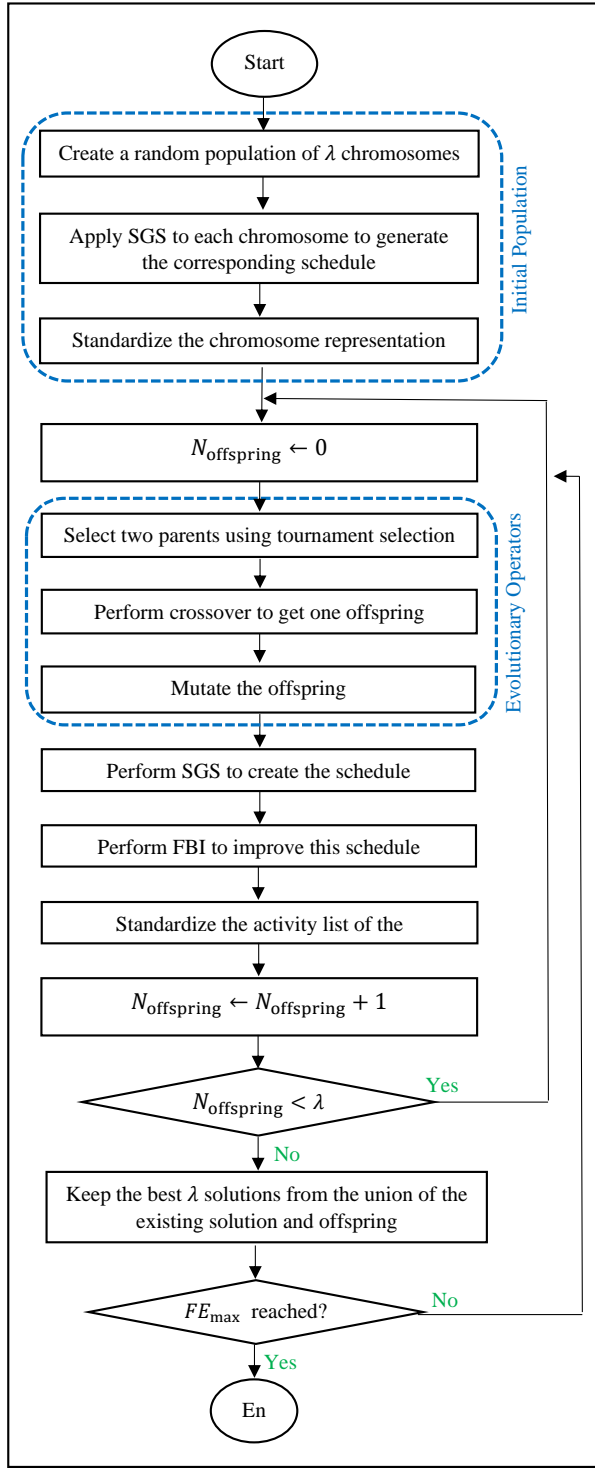 Start
Create a random population of λ chromosomes
Apply SGS to each chromosome to generate
the corresponding schedule
Standardize the chromosome representation
Initial Population
N_offspring ← 0
Select two parents using tournament selection
Perform crossover to get one offspring
Mutate the offspring
Evolutionary Operators
Perform SGS to create the schedule
Perform FBI to improve this schedule
Standardize the activity list of the
N_offspring ← N_offspring + 1
N_offspring < λ
Yes
No
Keep the best λ solutions from the union of the
existing solution and offspring
FE_max reached?
No
Yes
En